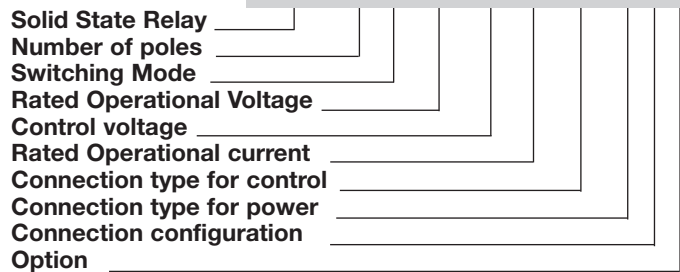 Solid State Relay
Number of poles
Switching Mode
Rated Operational Voltage
Control voltage
Rated Operational current
Connection type for control
Connection type for power
Connection configuration
Option